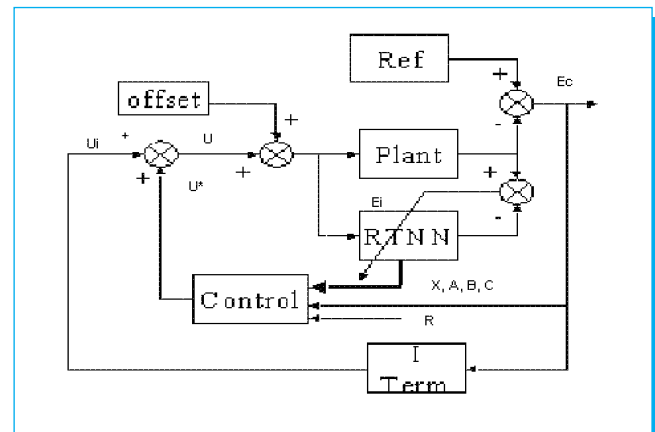 Ref
+
Ec
offset
+
-
Ui
+
U
+
Plant
+
+
U*
Ei
-
RTNN
Control
X, A, B, C
R
I
Term